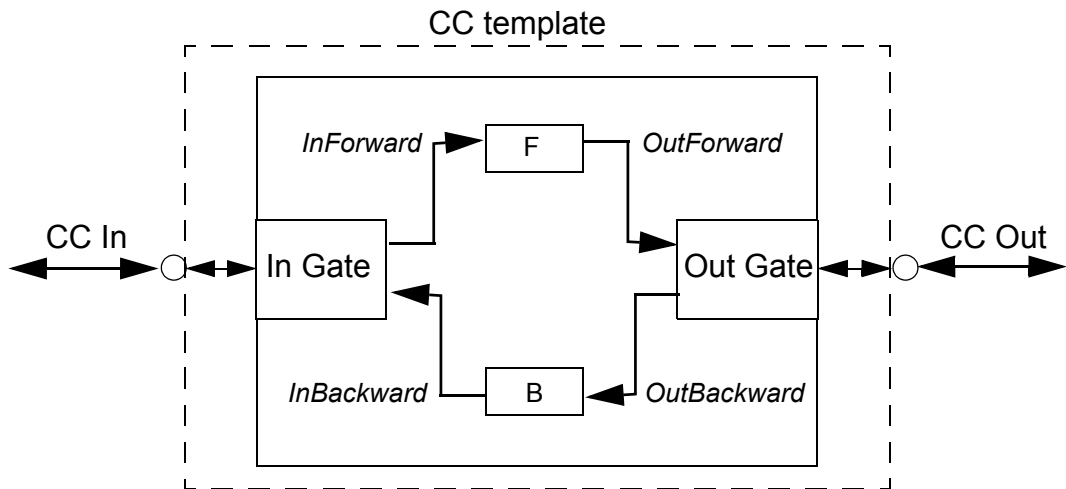 CC template
InForward
F
OutForward
CC In
In Gate
Out Gate
CC Out
InBackward
B
OutBackward